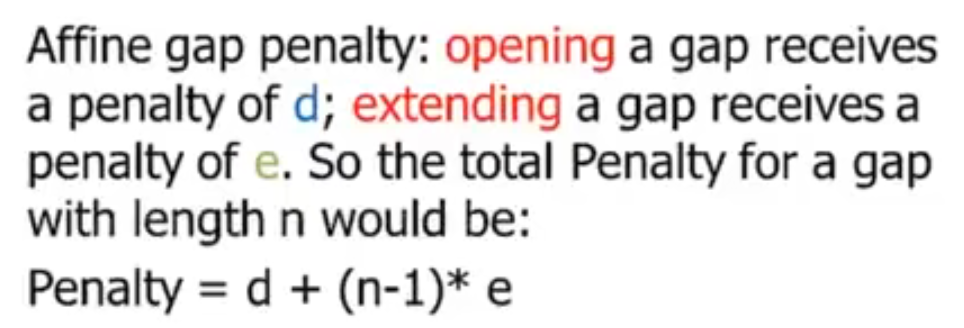 Affine gap penalty: opening a gap receives
a penalty of d; extending a gap receives a
penalty of e. So the total Penalty for a gap
with length n would be:
Penalty = d + (n-1)* e